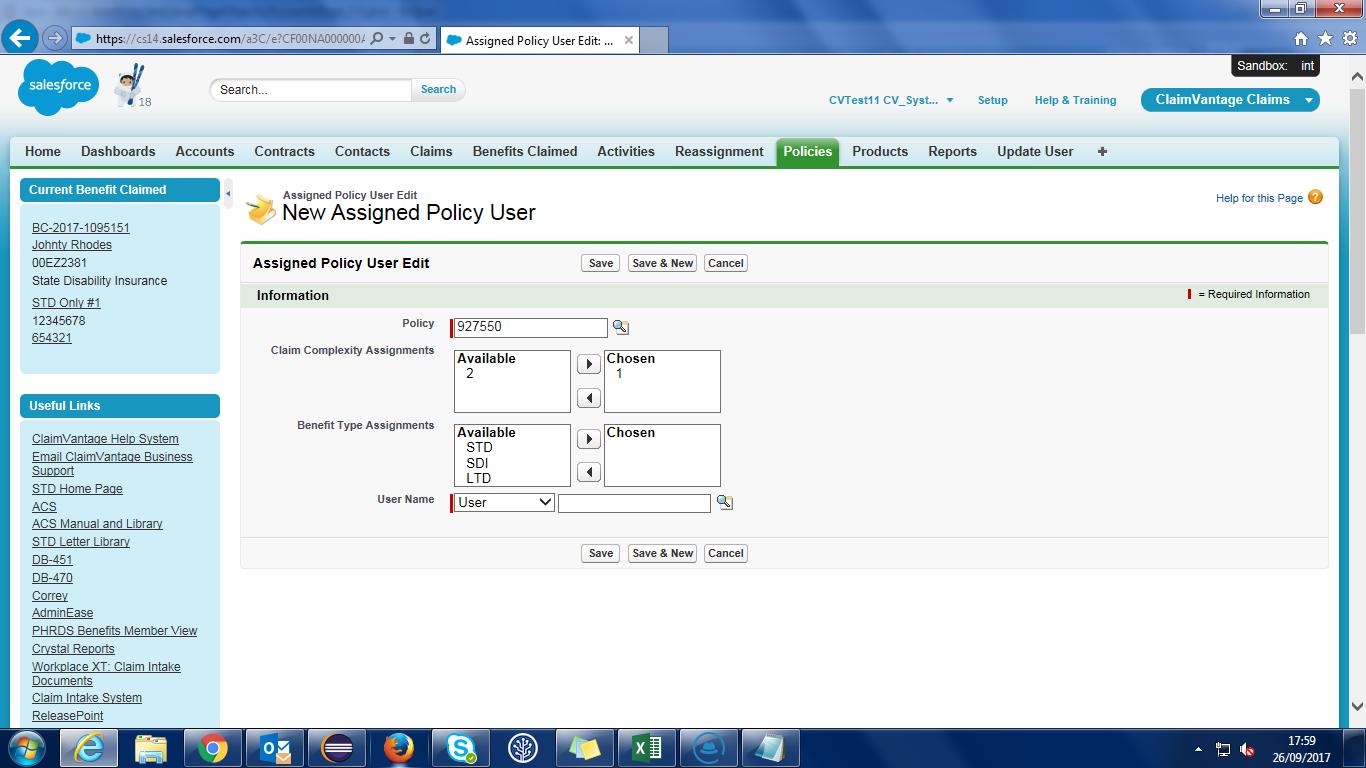 https://cs14.salesforce.com/a3C/e?CF00NA000000
Assigned Policy User Edit: ...
Sandbox: int
salesforce
18
Search...
Search
CVTest11 CV_Syst...
Setup
Help & Training
ClaimVantage Claims
Home Dashboards Accounts Contracts Contacts Claims Benefits Claimed Activities Reassignment Policies Products Reports Update User +
Current Benefit Claimed
BC-2017-1095151
Johnty Rhodes
00EZ2381
State Disability Insurance
STD Only #1
12345678
654321
Useful Links
ClaimVantage Help System
Email ClaimVantage Business
Support
STD Home Page
ACS
ACS Manual and Library
STD Letter Library
DB-451
DB-470
Correy
AdminEase
PHRDS Benefits Member View
Crystal Reports
Workplace XT: Claim Intake
Documents
Claim Intake System
ReleasePoint
Assigned Policy User Edit
New Assigned Policy User
Help for this Page
Assigned Policy User Edit
Save Save & New Cancel
Information
= Required Information
Policy
927550
Claim Complexity Assignments
Available
2
Chosen
1
Benefit Type Assignments
Available
STD
SDI
LTD
Chosen
User Name
User
Save Save & New Cancel
17:59
26/09/2017